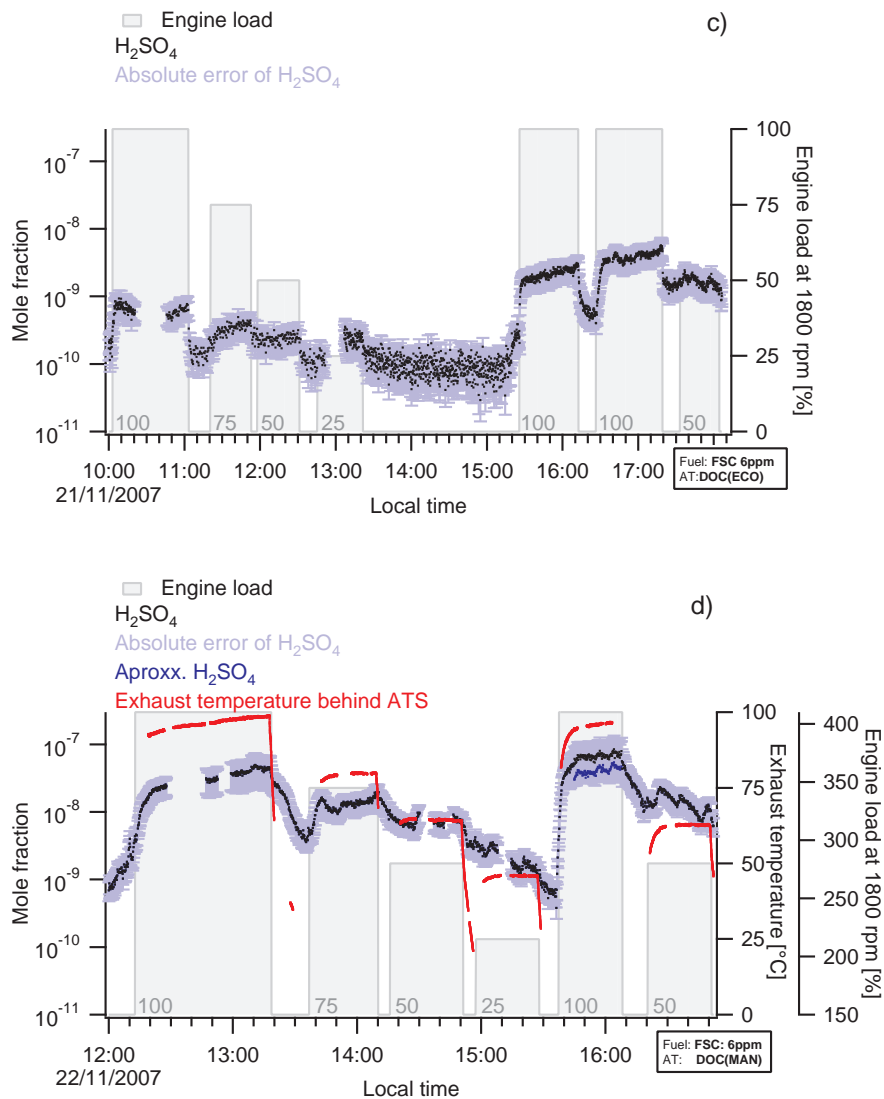 Engine load
H2SO4
Absolute error of H2SO4
c)
10-7
10-8
10-9
10-10
10-11
Mole fraction
100
75
50
25
100
100
50
100
75
50
25
0
Engine load at 1800 rpm [%]
10:00 11:00 12:00 13:00 14:00 15:00 16:00 17:00
21/11/2007
Local time
Fuel: FSC 6ppm
AT:DOC(ECO)
Engine load
H2SO4
Absolute error of H2SO4
Aproxx. H2SO4
Exhaust temperature behind ATS
d)
10-7
10-8
10-9
10-10
10-11
Mole fraction
100
75
50
25
100
50
100
75
50
25
0
Exhaust temperature [°C]
400
350
300
250
200
150
Engine load at 1800 rpm [%]
12:00 13:00 14:00 15:00 16:00
22/11/2007
Local time
Fuel: FSC: 6ppm
AT: DOC(MAN)